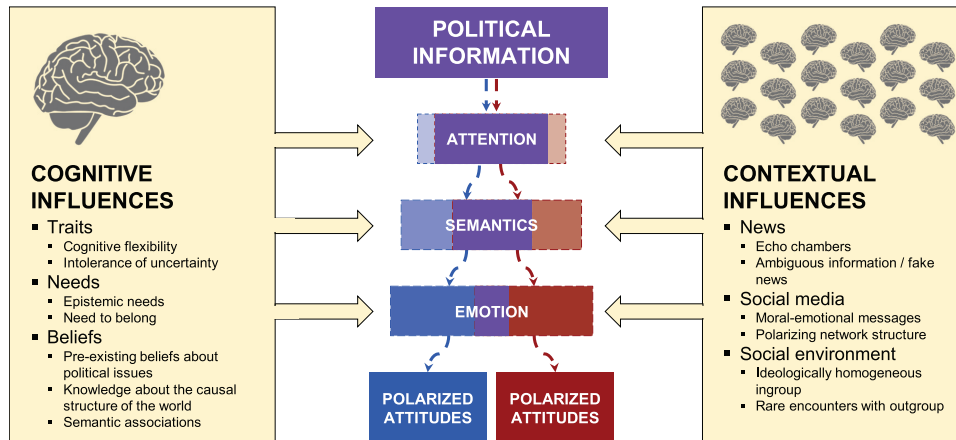 COGNITIVE
INFLUENCES
▪ Traits
▪ Cognitive flexibility
▪ Intolerance of uncertainty
▪ Needs
▪ Epistemic needs
▪ Need to belong
▪ Beliefs
▪ Pre-existing beliefs about
political issues
▪ Knowledge about the causal
structure of the world
▪ Semantic associations
POLITICAL
INFORMATION
ATTENTION
SEMANTICS
EMOTION
POLARIZED
ATTITUDES
POLARIZED
ATTITUDES
CONTEXTUAL
INFLUENCES
▪ News
▪ Echo chambers
▪ Ambiguous information / fake
news
▪ Social media
▪ Moral-emotional messages
▪ Polarizing network structure
▪ Social environment
▪ Ideologically homogeneous
ingroup
▪ Rare encounters with outgroup